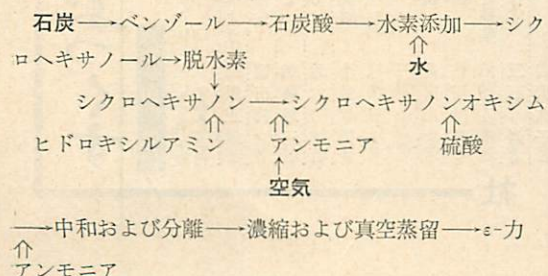 石炭⟶ベンゾール⟶石炭酸⟶水素添加⟶シク
⇑
水
ロヘキサノール→脱水素
↓
シクロヘキサノン⟶シクロヘキサノンオキシム
⇑ ⇑ ⇑
ヒドロキシルアミン アンモニア 硫酸
↑
空気
⟶中和および分離⟶濃縮および真空蒸留⟶ε-カ
⇑
アンモニア